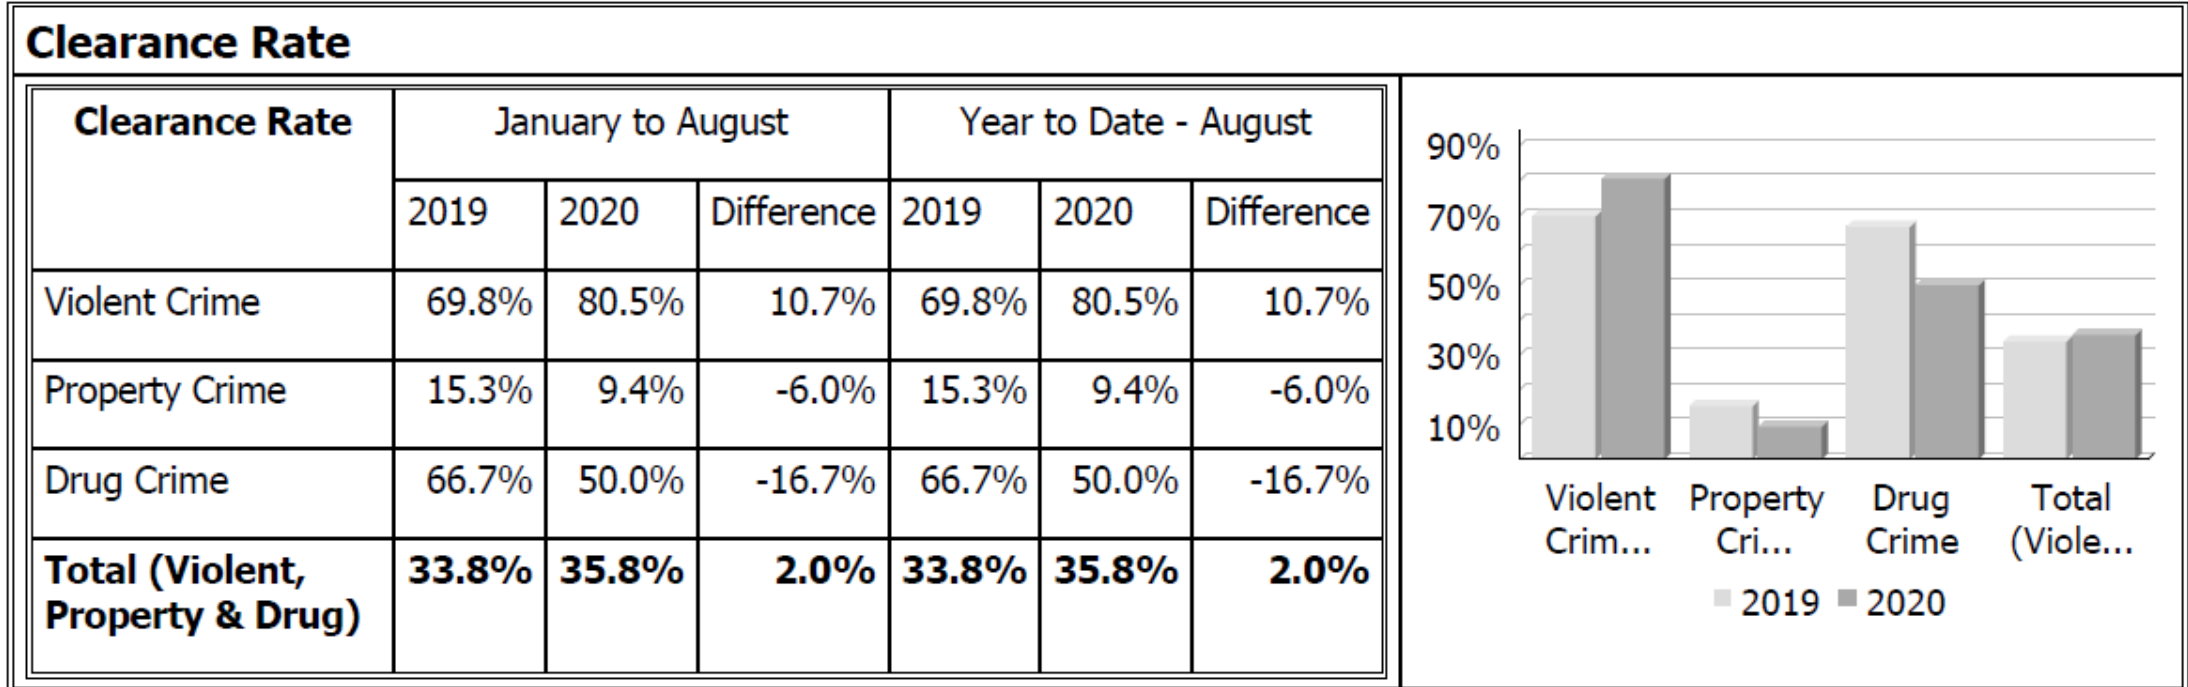 Clearance Rate
Clearance Rate January to August Year to Date - August
2019 2020 Difference 2019 2020 Difference
Violent Crime 69.8% 80.5% 10.7% 69.8% 80.5% 10.7%
Property Crime 15.3% 9.4% -6.0% 15.3% 9.4% -6.0%
Drug Crime 66.7% 50.0% -16.7% 66.7% 50.0% -16.7%
Total (Violent, 33.8% 35.8% 2.0% 33.8% 35.8% 2.0%
Property & Drug)
90%
70%
50%
30%
10%
Violent Property Drug Total
Crim... Cri... Crime (Viole...
2019 2020